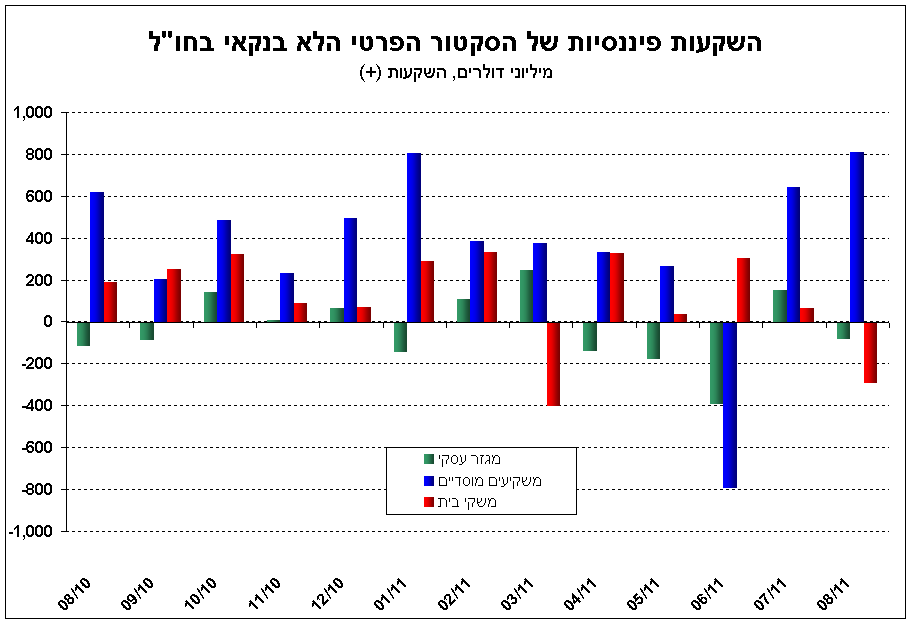 השקעות פיננסיות של הסקטור הפרטי הלא בנקאי בחו"ל
מיליוני דולרים, השקעות (+)
1,000
800
600
400
200
0
-200
-400
-600
-800
-1,000
מגזר עסקי
משקיעים מוסדיים
משקי בית
08/10 09/10 10/10 11/10 12/10 01/11 02/11 03/11 04/11 05/11 06/11 07/11 08/11